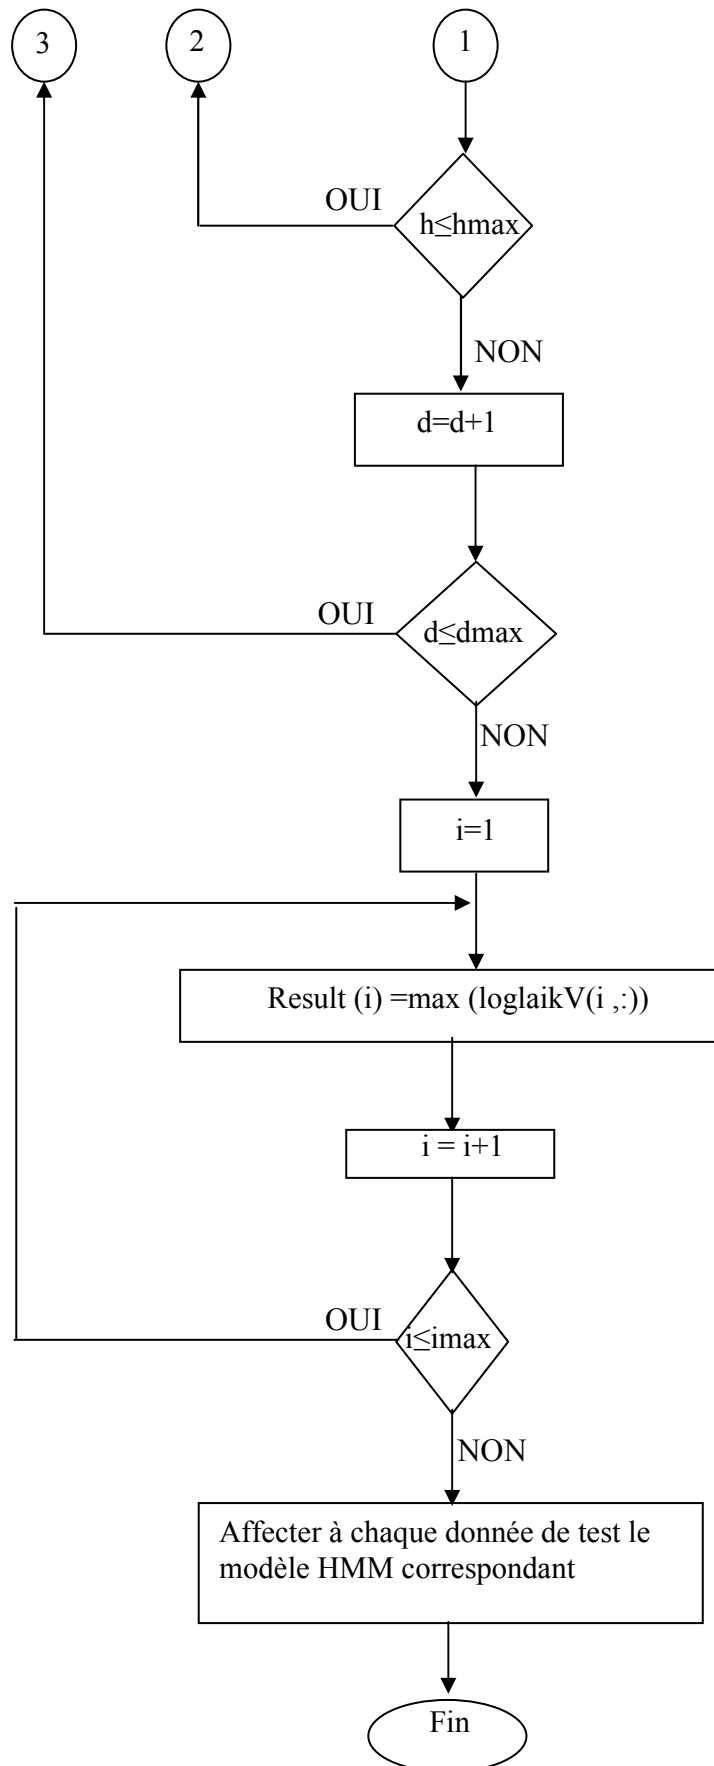 3
2
1
OUI
h≤hmax
NON
d=d+1
OUI
d≤dmax
NON
i=1
Result (i) =max (loglaikV(i ,:))
i = i+1
OUI
i≤imax
NON
Affecter à chaque donnée de test le
modèle HMM correspondant
Fin